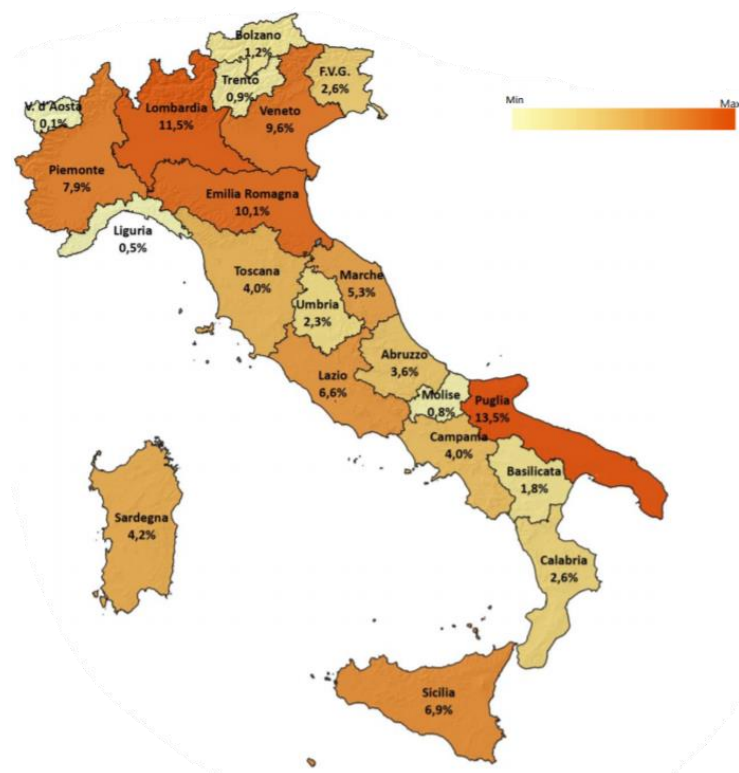 Bolzano
1,2%
Trento
0,9%
F.V.G.
2,6%
V. d'Aosta
0,1%
Lombardia
11,5%
Veneto
9,6%
Min
Max
Piemonte
7,9%
Emilia Romagna
10,1%
Liguria
0,5%
Toscana
4,0%
Marche
5,3%
Umbria
2,3%
Abruzzo
3,6%
Lazio
6,6%
Molise
0,8%
Puglia
13,5%
Campania
4,0%
Basilicata
1,8%
Sardegna
4,2%
Calabria
2,6%
Sicilia
6,9%